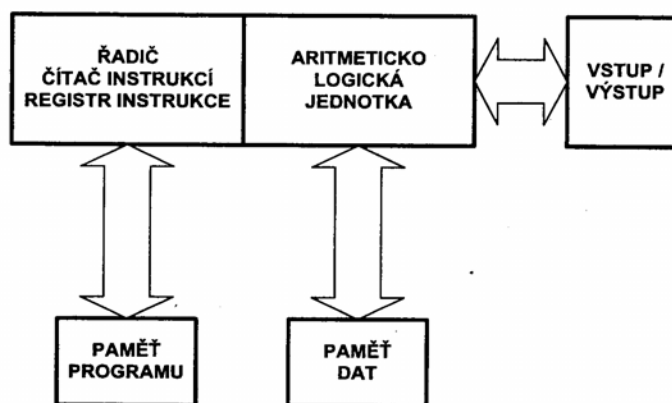 ŘADIČ
ČÍTAČ INSTRUKCÍ
REGISTR INSTRUKCE
ARITMETICKO
LOGICKÁ
JEDNOTKA
VSTUP /
VÝSTUP
PAMĚŤ
PROGRAMU
PAMĚŤ
DAT